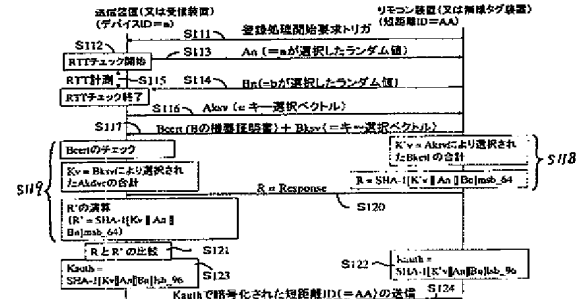 送信装置(又は受信装置)
(デバイスID=a)
リモコン装置(又は無線タグ装置)
(短距離ID=AA)
S111
登録処理開始要求トリガ
S112
S113
An (=aが選択したランダム値)
RTTチェック開始
RTT計測
S115
S114
Bn(=bが選択したランダム値)
RTTチェック終了
S116
Aksv (=キー選択ベクトル)
S117
Bcert (Bの機器証明書) + Bksv(=キー選択ベクトル)
Bcertのチェック
K'v = Aksvにより選択され
たBkeyの合計
S118
Kv = Bksvにより選択され
たAkeyの合計
S119
R = SHA-1[K'v || An || Bn]msb_64
R = Response
S120
R'の演算
(R' = SHA-1[Kv || An ||
Bn]msb_64)
RとR'の比較
S121
S122
Kauth =
SHA-1[K'v||An||Bn]lsb_96
Kauth =
SHA-1[Kv||An||Bn]lsb_96
S123
S124
Kauthで暗号化された短距離ID(=AA)の送信